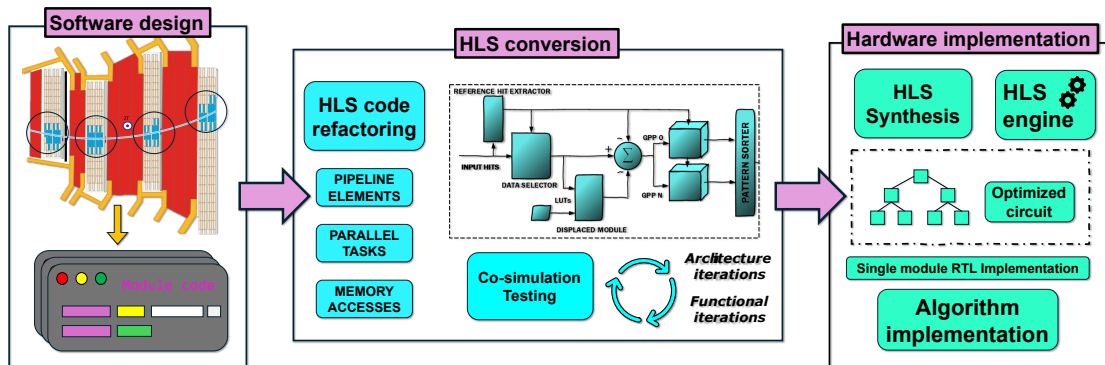 Software design
Module code
HLS conversion
HLS code
refactoring
PIPELINE
ELEMENTS
PARALLEL
TASKS
MEMORY
ACCESSES
REFERENCE HIT EXTRACTOR
INPUT HITS
DATA SELECTOR
LUTs
DISPLACED MODULE
+
Σ
GPP 0
GPP N
PATTERN SORTER
Co-simulation
Testing
Architecture
iterations
Functional
iterations
Hardware implementation
HLS
Synthesis
HLS
engine
Optimized
circuit
Single module RTL Implementation
Algorithm
implementation